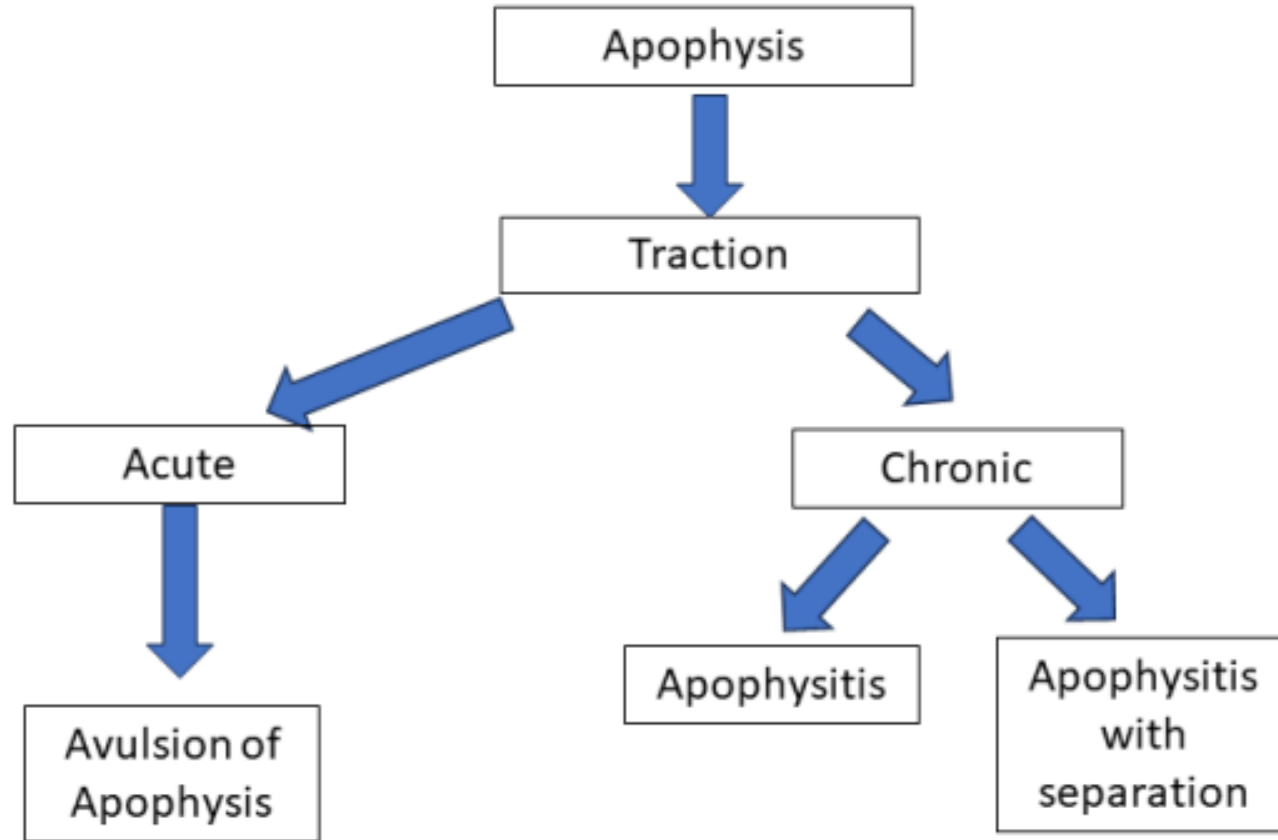 Apophysis
Traction
Acute
Chronic
Apophysitis
Apophysitis
with
separation
Avulsion of
Apophysis